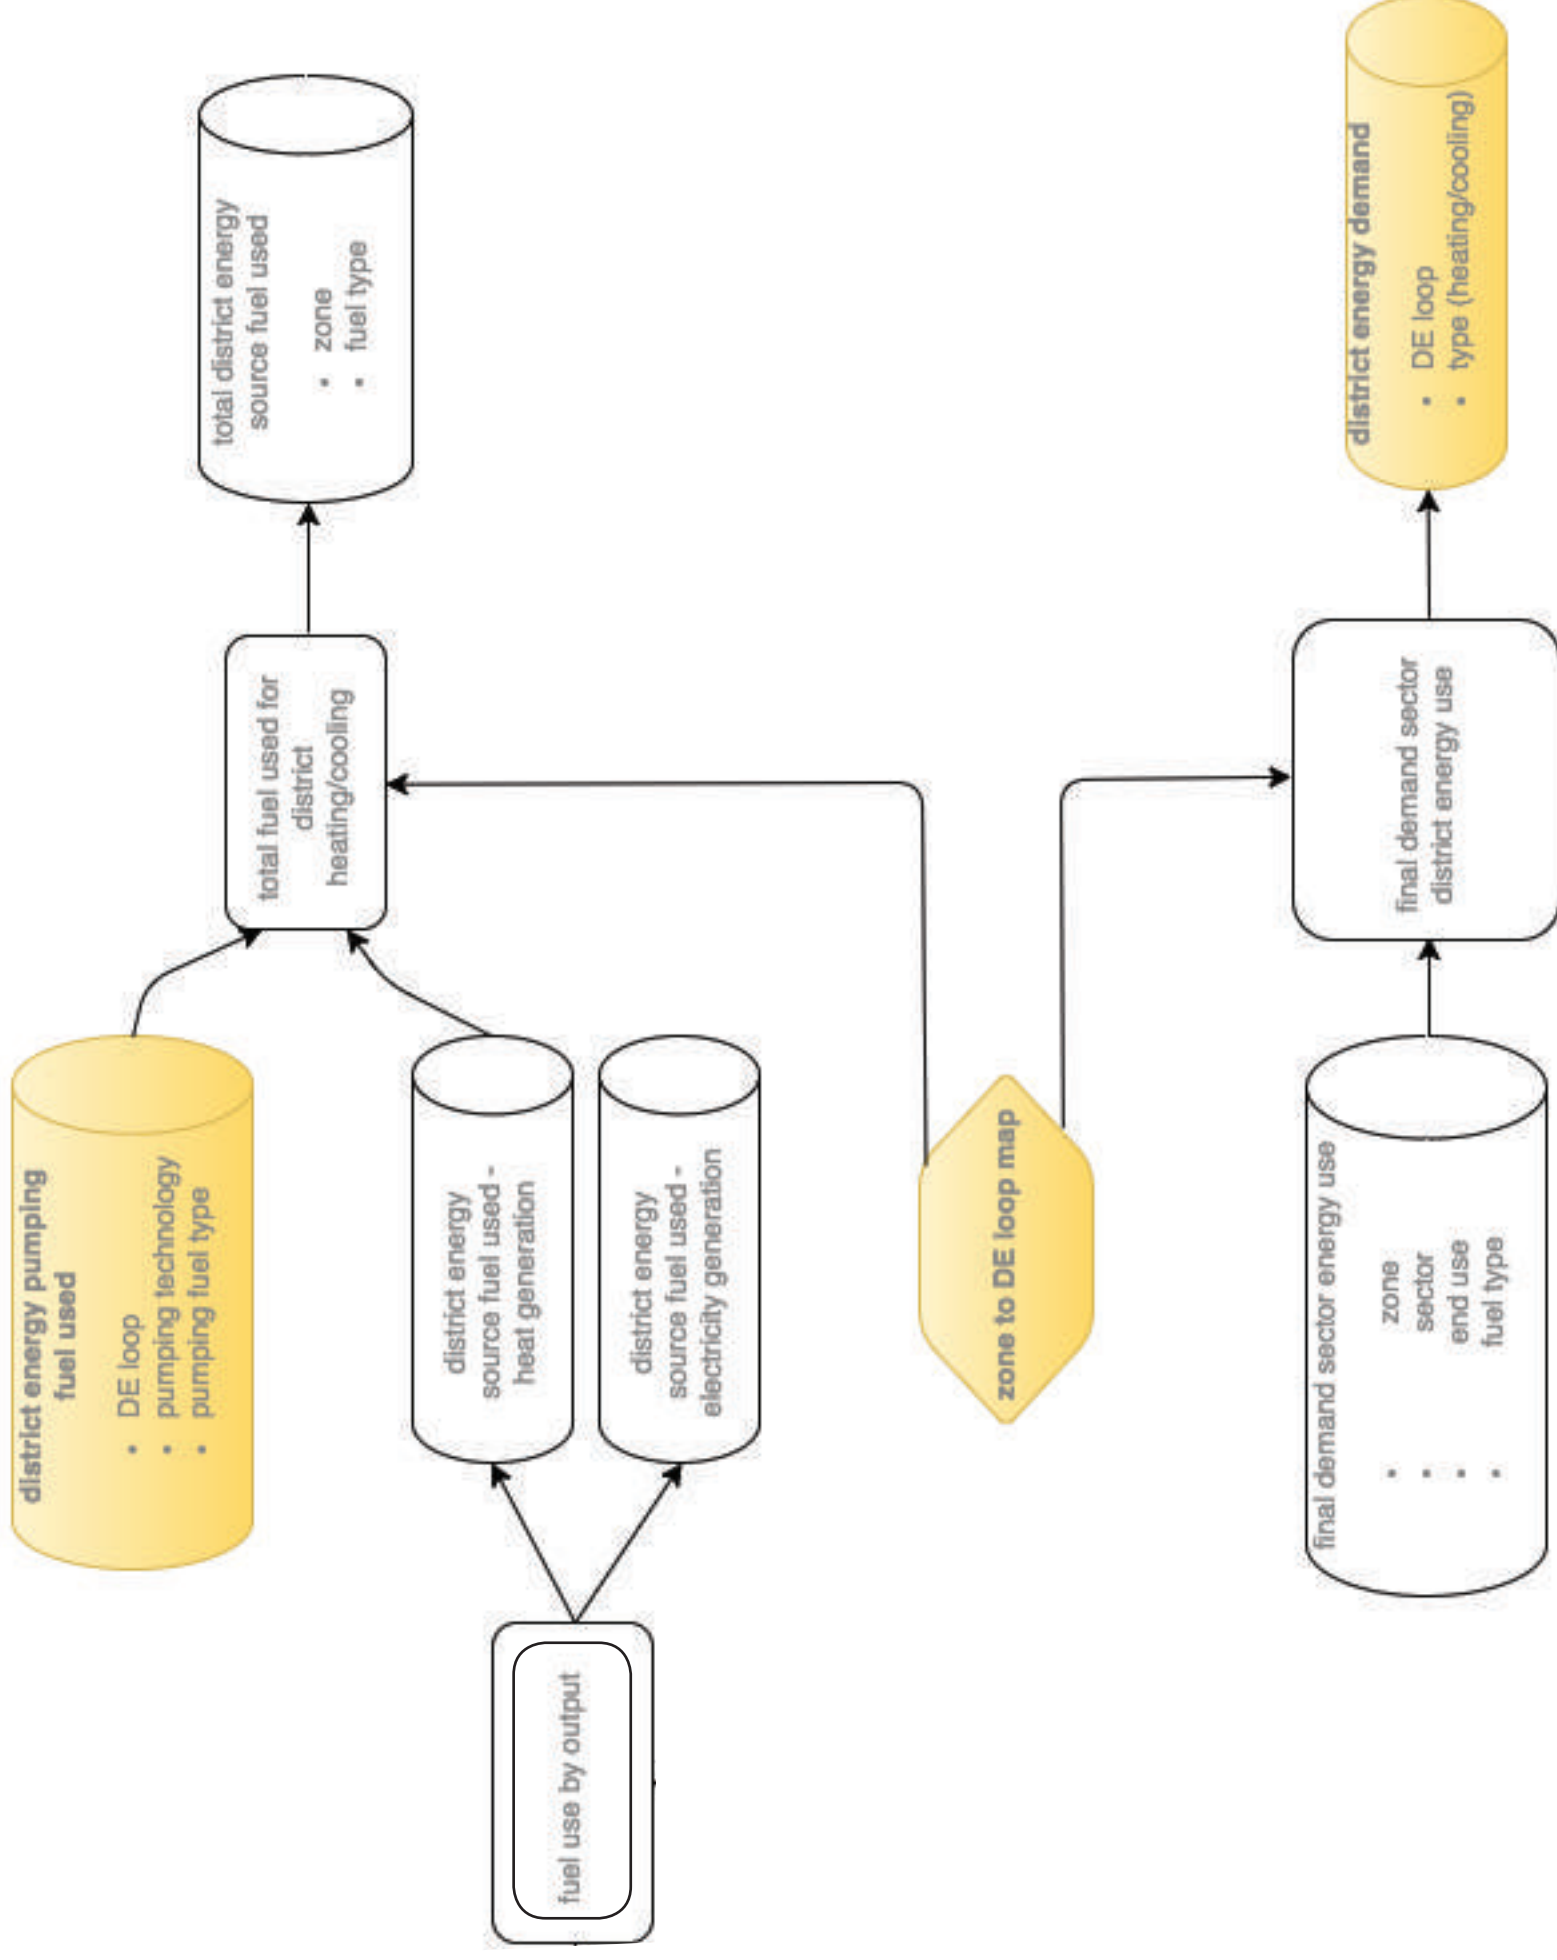 district energy pumping
fuel used
• DE loop
• pumping technology
• pumping fuel type
total fuel used for
district
heating/cooling
total district energy
source fuel used
• zone
• fuel type
fuel use by output
district energy
source fuel used -
heat generation
district energy
source fuel used -
electricity generation
zone to DE loop map
final demand sector energy use
• zone
• sector
• end use
• fuel type
final demand sector
district energy use
district energy demand
• DE loop
• type (heating/cooling)